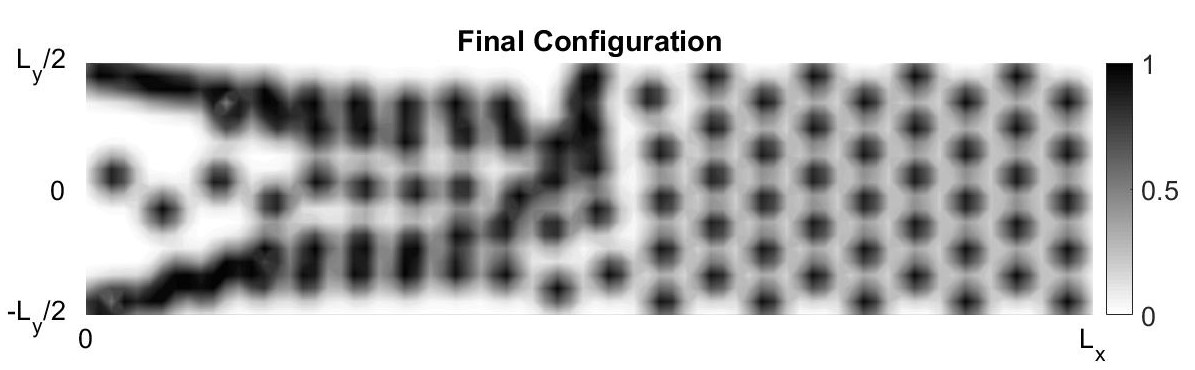 Final Configuration
L_y/2
0
-L_y/2
0
L_x
1
0.5
0